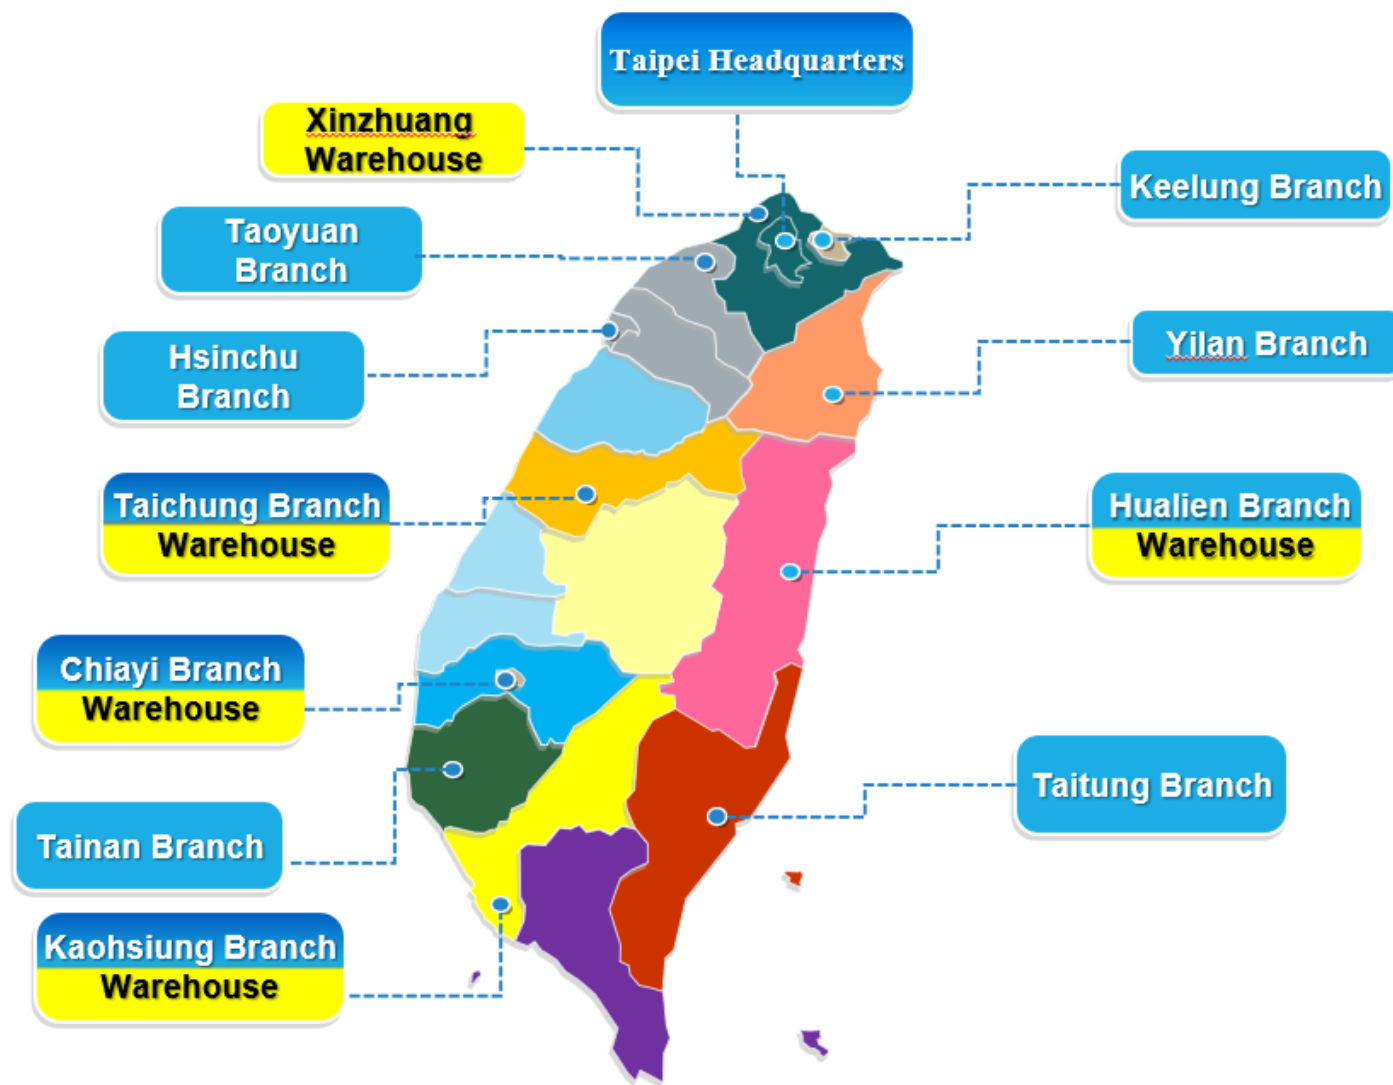 Taipei Headquarters
Xinzhuang
Warehouse
Keelung Branch
Taoyuan
Branch
Yilan Branch
Hsinchu
Branch
Taichung Branch
Warehouse
Hualien Branch
Warehouse
Chiayi Branch
Warehouse
Taitung Branch
Tainan Branch
Kaohsiung Branch
Warehouse